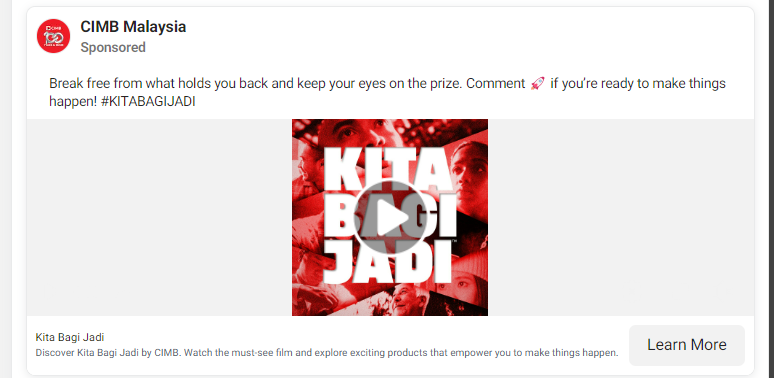 CIMB Malaysia
Sponsored
Break free from what holds you back and keep your eyes on the prize. Comment 🚀 if you’re ready to make things
happen! #KITABAGIJADI
KITA
BAGI
JADI
Kita Bagi Jadi
Discover Kita Bagi Jadi by CIMB. Watch the must-see film and explore exciting products that empower you to make things happen.
Learn More